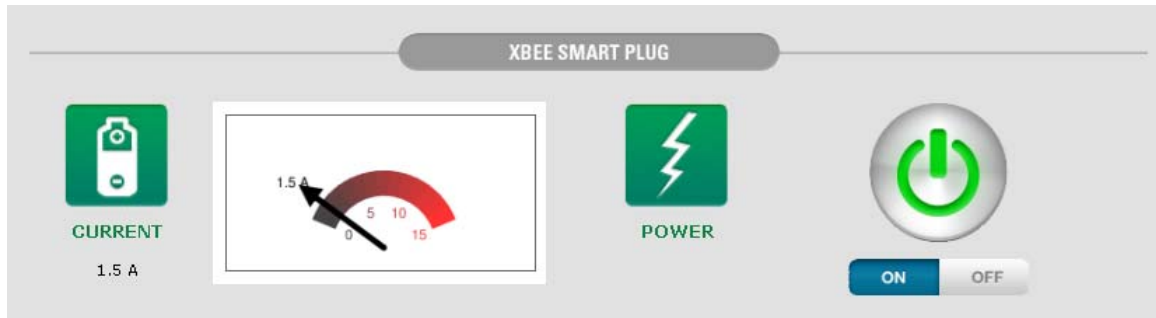 XBEE SMART PLUG
CURRENT
1.5 A
1.5 A
0
5
10
15
POWER
ON
OFF